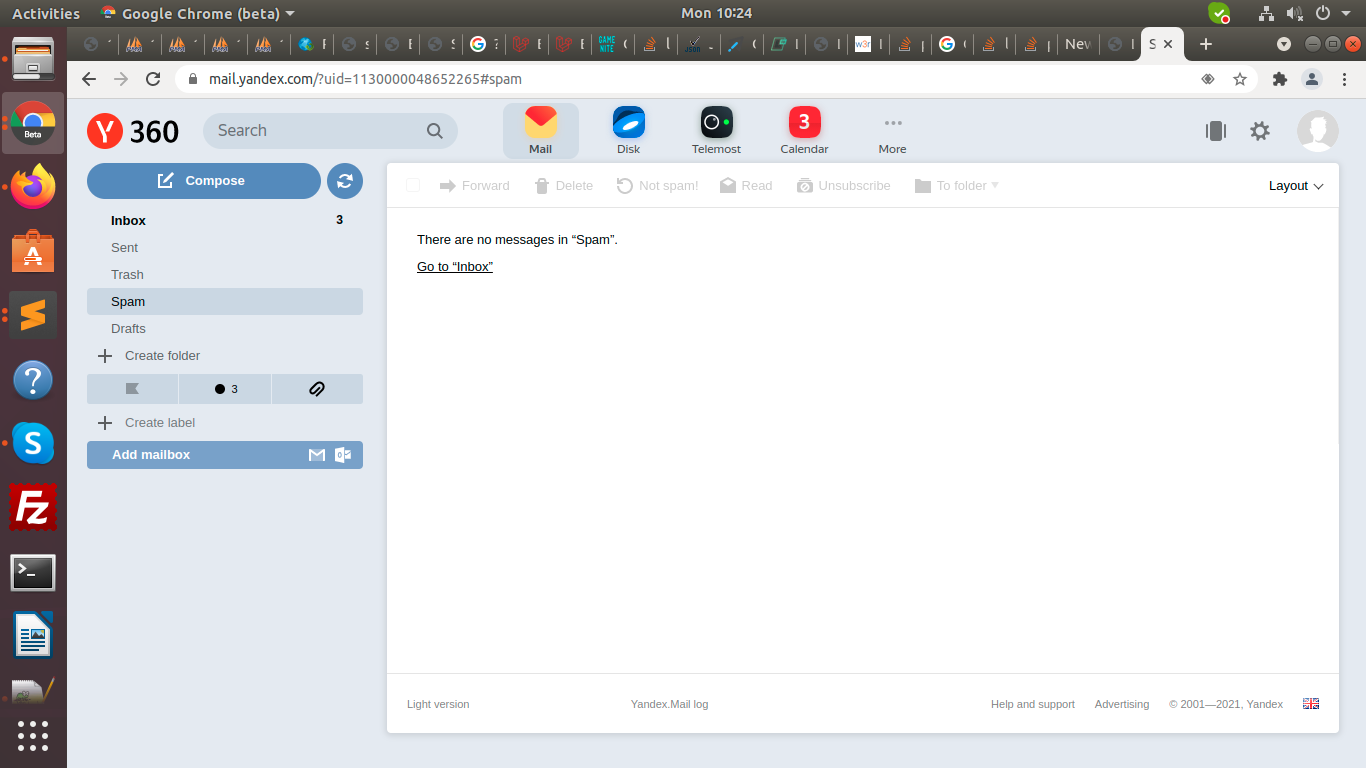 Activities
Google Chrome (beta)
Mon 10:24
New
S
mail.yandex.com/?uid=1130000048652265#spam
360
Search
Mail
Disk
Telemost
3
Calendar
More
Compose
Forward
Delete
Not spam!
Read
Unsubscribe
To folder
Layout
Inbox 3
Sent
Trash
Spam
Drafts
Create folder
3
Create label
Add mailbox
There are no messages in “Spam”.
Go to “Inbox”
Light version
Yandex.Mail log
Help and support
Advertising
© 2001—2021, Yandex